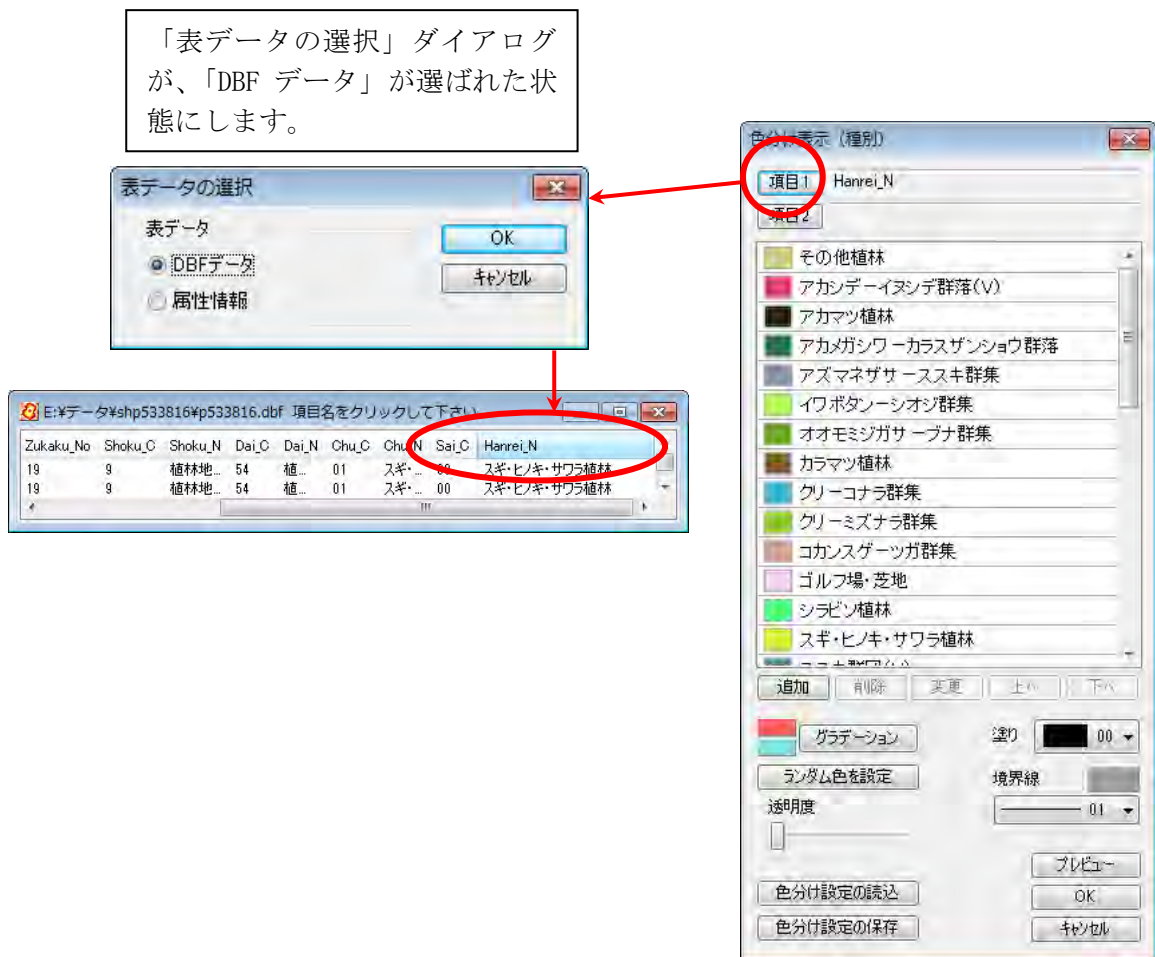 「表データの選択」ダイアログ
が、「DBF データ」が選ばれた状
態にします。
表データの選択
表データ
DBFデータ
属性情報
OK
キャンセル
E:¥データ¥shp533816¥p533816.dbf 項目名をクリックして下さい
Zukaku_No Shoku_C Shoku_N Dai_C Dai_N Chu_C Chu_N Sai_C Hanrei_N
19 9 植林地... 54 植... 01 スギ・... 00 スギ・ヒノキ・サワラ植林
19 9 植林地... 54 植... 01 スギ・... 00 スギ・ヒノキ・サワラ植林
色分け表示（種別）
項目1 Hanrei_N
項目2
その他植林
アカシデーイヌシデ群落(V)
アカマツ植林
アカメガシワーカラスザンショウ群落
アズマネザサーススキ群集
イワボタンーシオジ群集
オオモミジガサーブナ群集
カラマツ植林
クリーコナラ群集
クリーミズナラ群集
コカンスゲーツガ群集
ゴルフ場・芝地
シラビソ植林
スギ・ヒノキ・サワラ植林
追加 削除 変更 上へ 下へ
グラデーション 塗り 00
ランダム色を設定 境界線
透明度 01
プレビュー
色分け設定の読込 OK
色分け設定の保存 キャンセル